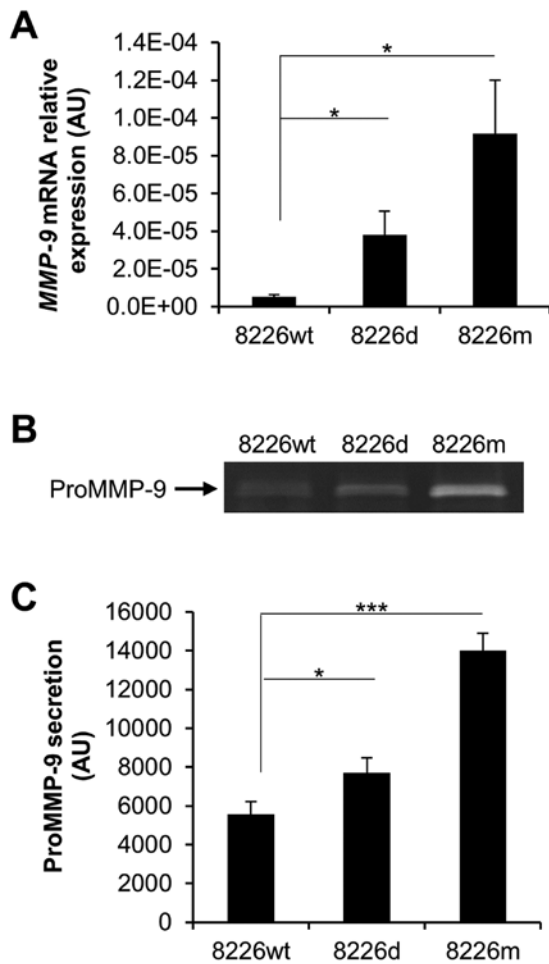 A
MMP-9 mRNA relative
expression (AU)
1.4E-04
1.2E-04
1.0E-04
8.0E-05
6.0E-05
4.0E-05
2.0E-05
0.0E+00
*
*
8226wt 8226d 8226m
B
8226wt 8226d 8226m
ProMMP-9
C
ProMMP-9 secretion
(AU)
16000
14000
12000
10000
8000
6000
4000
2000
0
***
*
8226wt 8226d 8226m